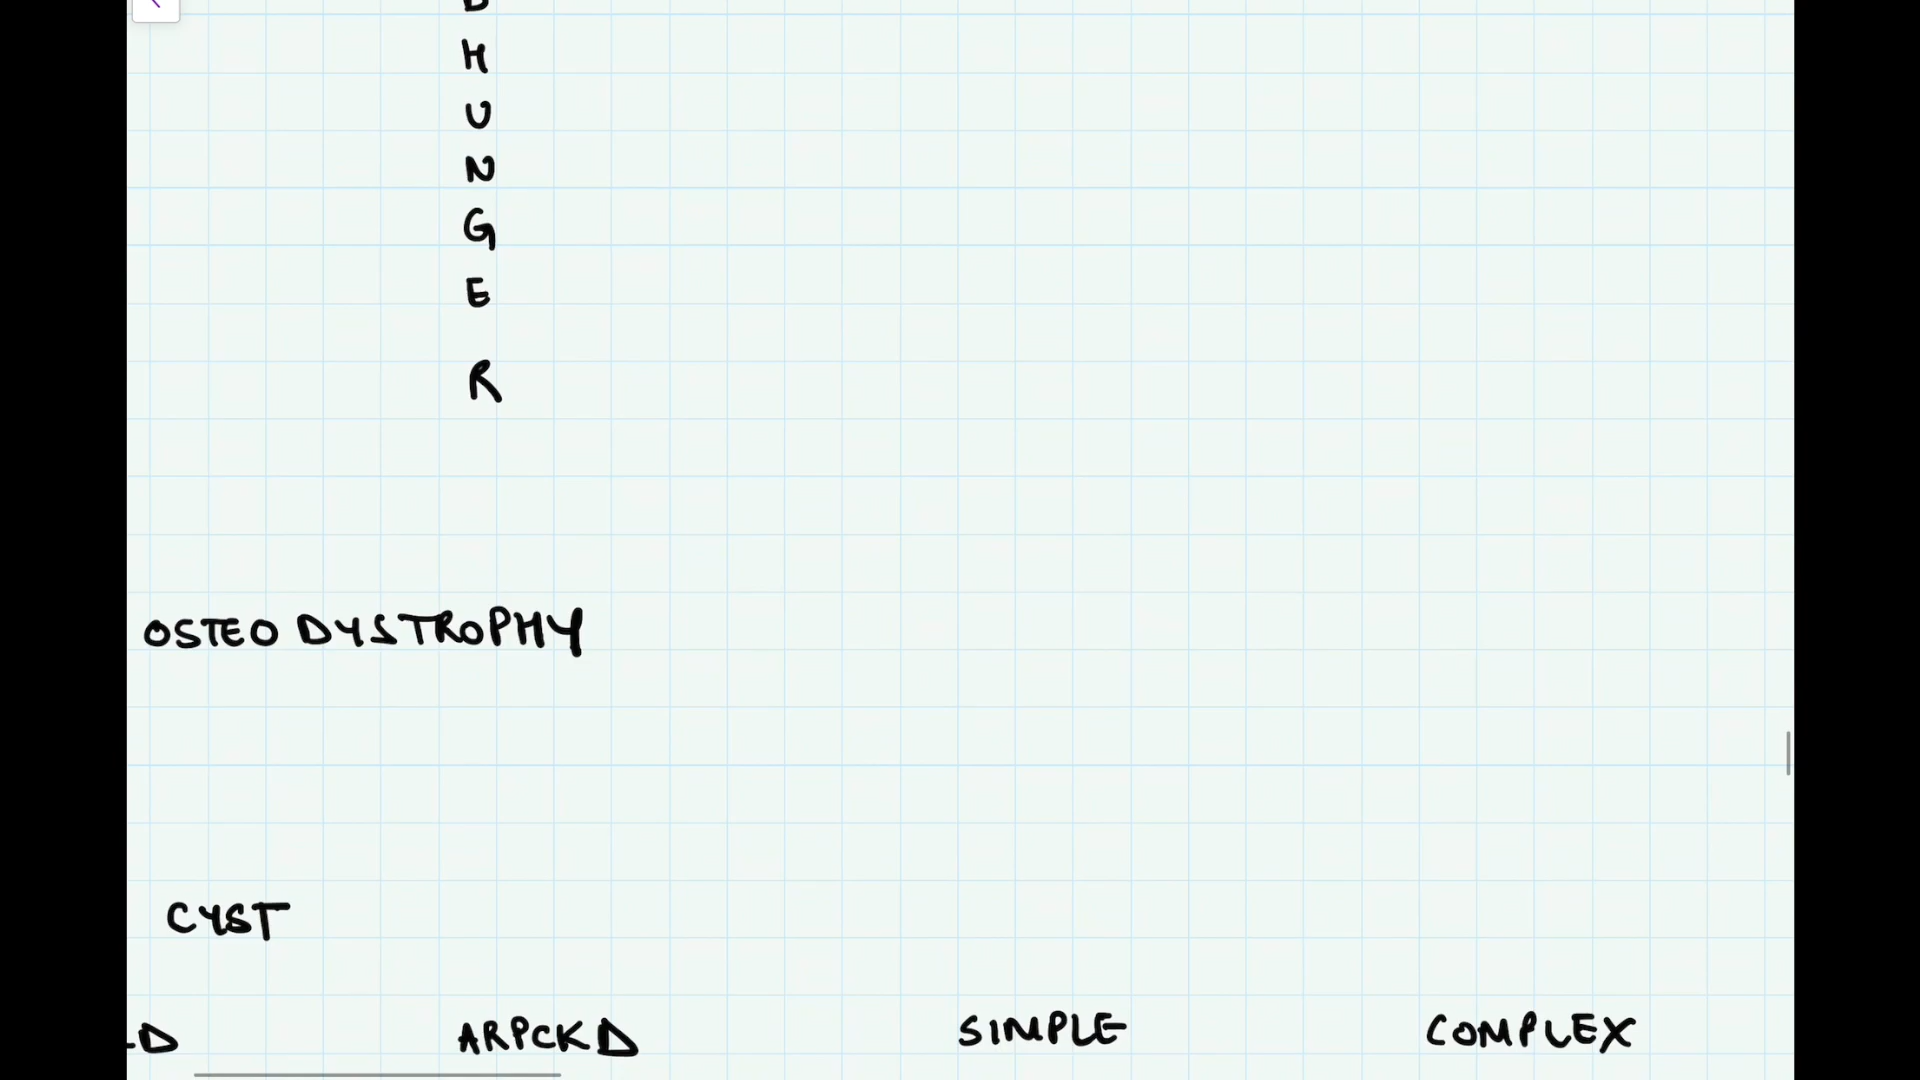 H
U
N
G
E
R
OSTEO DYSTROPHY
CYST
ARPCKD
SIMPLE
COMPLEX